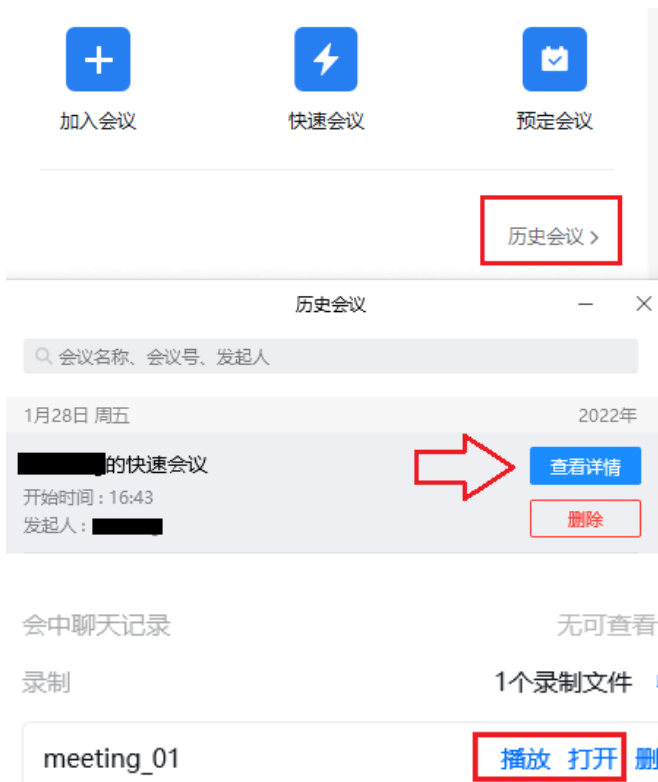 加入会议 快速会议 预定会议
历史会议
历史会议
会议名称、会议号、发起人
1月28日 周五 2022年
的快速会议 查看详情
开始时间：16:43
发起人： 删除
会中聊天记录 无可查看
录制 1个录制文件
meeting_01 播放 打开 删